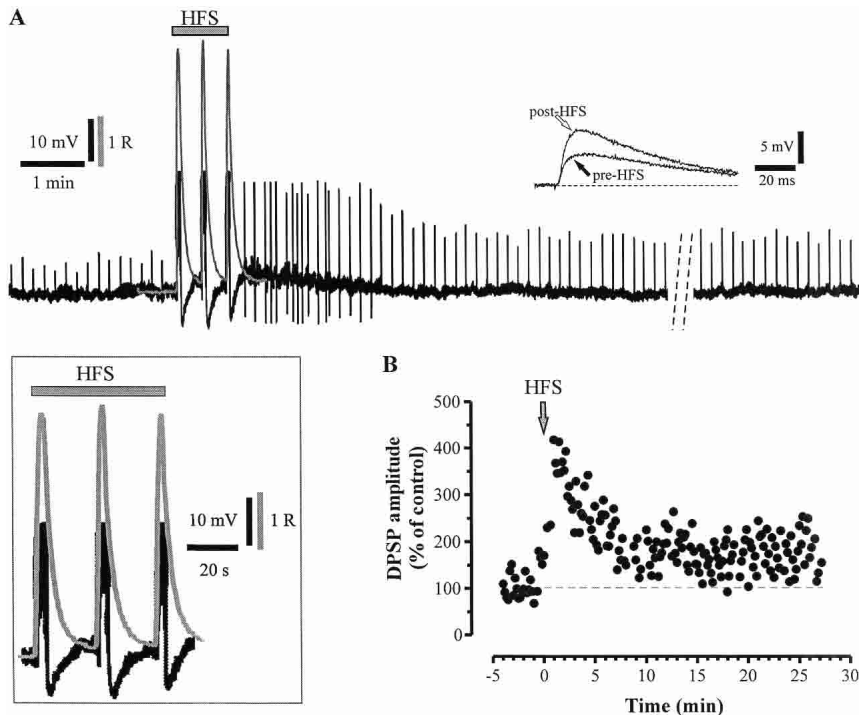 A
HFS
10 mV
1 R
1 min
post-HFS
pre-HFS
5 mV
20 ms
HFS
10 mV
1 R
20 s
B
HFS
500
400
300
200
100
0
DPSP amplitude
(% of control)
-5 0 5 10 15 20 25 30
Time (min)